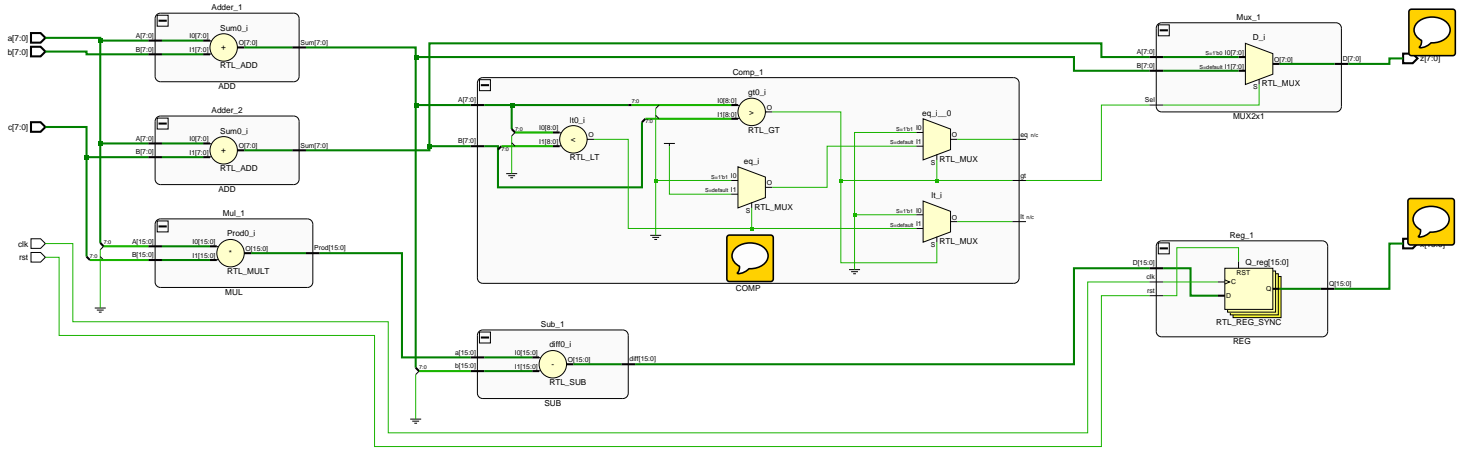 a[7:0]
b[7:0]
c[7:0]
clk
rst
Adder_1
Sum0_i
A[7:0]
I0[7:0]
B[7:0]
I1[7:0]
+
O[7:0]
Sum[7:0]
RTL_ADD
ADD
Adder_2
Sum0_i
A[7:0]
I0[7:0]
B[7:0]
I1[7:0]
+
O[7:0]
Sum[7:0]
RTL_ADD
ADD
Mul_1
Prod0_i
7:0
A[15:0]
I0[15:0]
7:0
B[15:0]
I1[15:0]
*
O[15:0]
Prod[15:0]
RTL_MULT
MUL
Comp_1
A[7:0]
B[7:0]
7:0
7:0
lt0_i
I0[8:0]
I1[8:0]
<
O
RTL_LT
7:0
7:0
gt0_i
I0[8:0]
I1[8:0]
>
O
RTL_GT
eq_i
S=1'b1
I0
S=default
I1
S
O
RTL_MUX
eq_i__0
S=1'b1
I0
S=default
I1
S
O
RTL_MUX
lt_i
S=1'b1
I0
S=default
I1
S
O
RTL_MUX
eq n/c
gt
lt n/c
COMP
Sub_1
diff0_i
7:0
a[15:0]
I0[15:0]
b[15:0]
I1[15:0]
-
O[15:0]
diff[15:0]
RTL_SUB
SUB
Mux_1
D_i
A[7:0]
S=1'b0
I0[7:0]
B[7:0]
S=default
I1[7:0]
Sel
S
O[7:0]
D[7:0]
RTL_MUX
MUX2x1
z[7:0]
Reg_1
Q_reg[15:0]
D[15:0]
clk
rst
RST
C
D
Q
Q[15:0]
RTL_REG_SYNC
REG